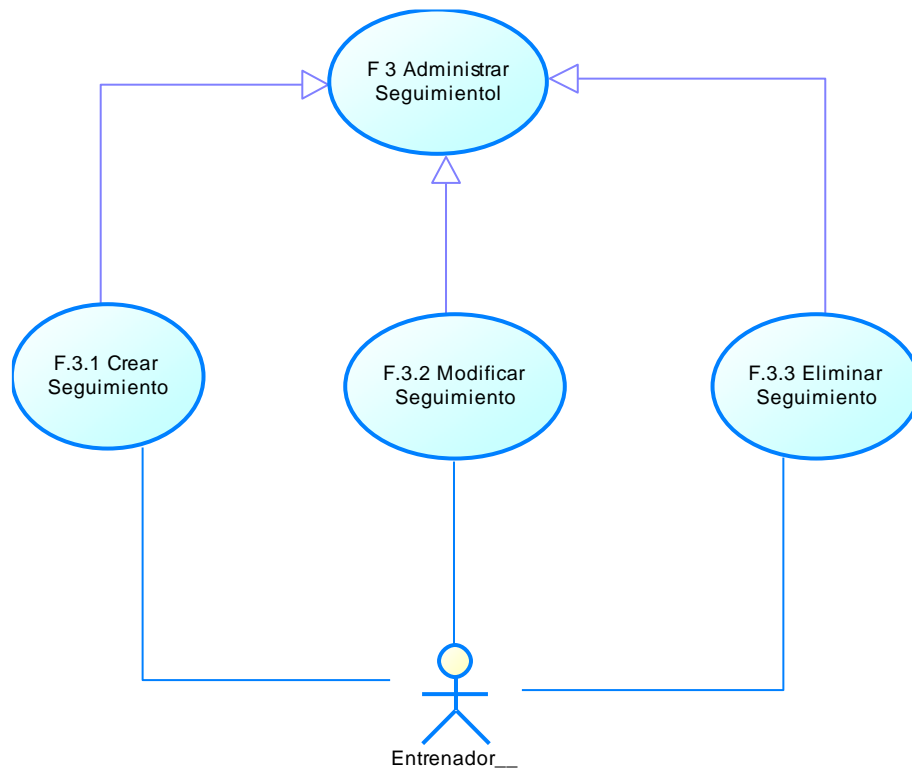 F 3 Administrar
Seguimientol
F.3.1 Crear
Seguimiento
F.3.2 Modificar
Seguimiento
F.3.3 Eliminar
Seguimiento
Entrenador__